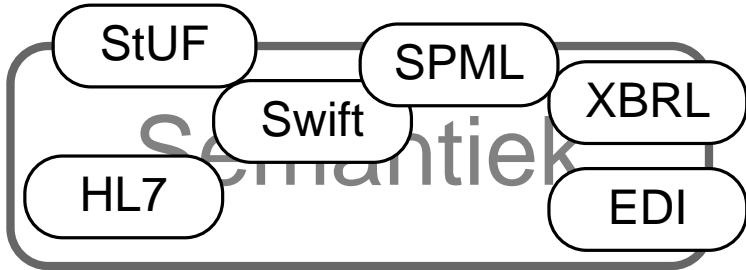 StUF
SPML
XBRL
Swift
Semantiek
HL7
EDI